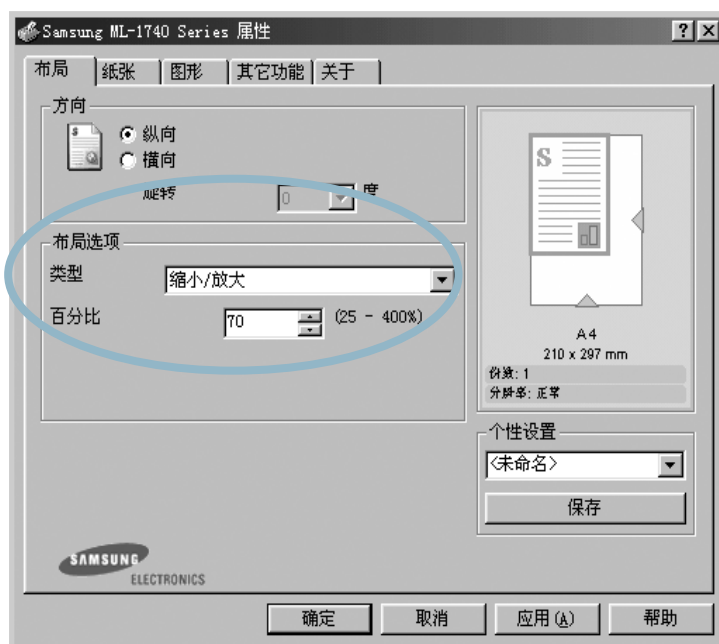 Samsung ML-1740 Series 属性
布局 纸张 图形 其它功能 关于
方向
纵向
横向
旋转 0 度
布局选项
类型 缩小/放大
百分比 70 (25 - 400%)
S
A4
210 x 297 mm
份数: 1
分辨率: 正常
个性设置
<未命名>
保存
SAMSUNG
ELECTRONICS
确定 取消 应用(A) 帮助